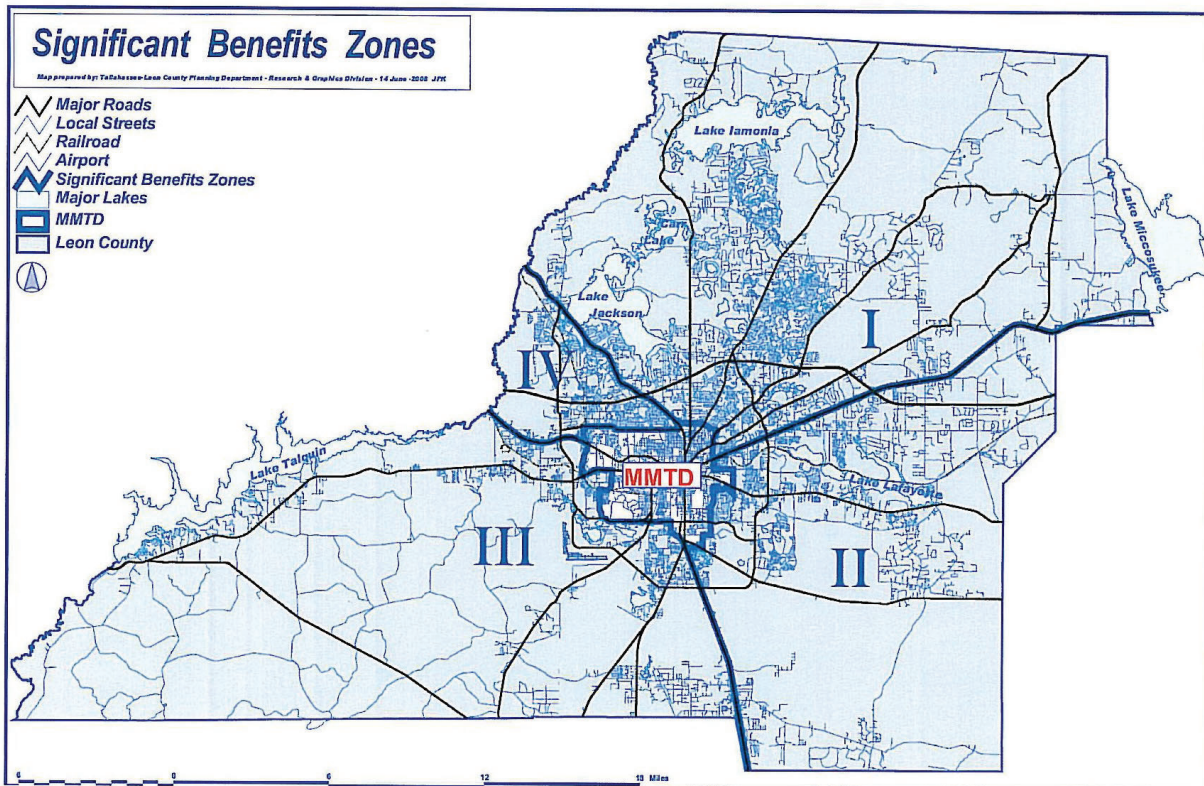 Significant Benefits Zones
Map prepared by: Tallahassee-Leon County Planning Department - Research & Graphics Division - 14 June -2008 JPK
Major Roads
Local Streets
Railroad
Airport
Significant Benefits Zones
Major Lakes
MMTD
Leon County
Lake Iamonia
Lake Miccosukee
Carr
Lake
Lake
Jackson
I
IV
Lake Talquin
MMTD
Lake Lafayette
III
II
6 0 6 12 18 Miles